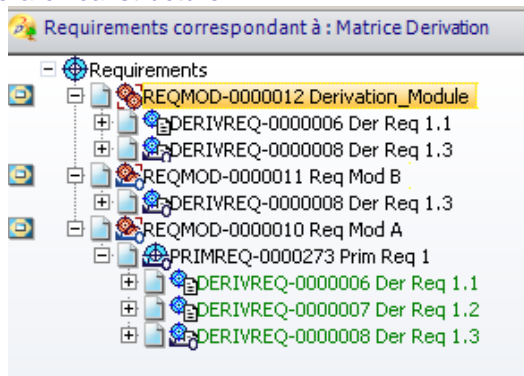 Requirements correspondant à : Matrice Derivation
Requirements
REQMOD-0000012 Derivation_Module
DERIVREQ-0000006 Der Req 1.1
DERIVREQ-0000008 Der Req 1.3
REQMOD-0000011 Req Mod B
DERIVREQ-0000008 Der Req 1.3
REQMOD-0000010 Req Mod A
PRIMREQ-0000273 Prim Req 1
DERIVREQ-0000006 Der Req 1.1
DERIVREQ-0000007 Der Req 1.2
DERIVREQ-0000008 Der Req 1.3